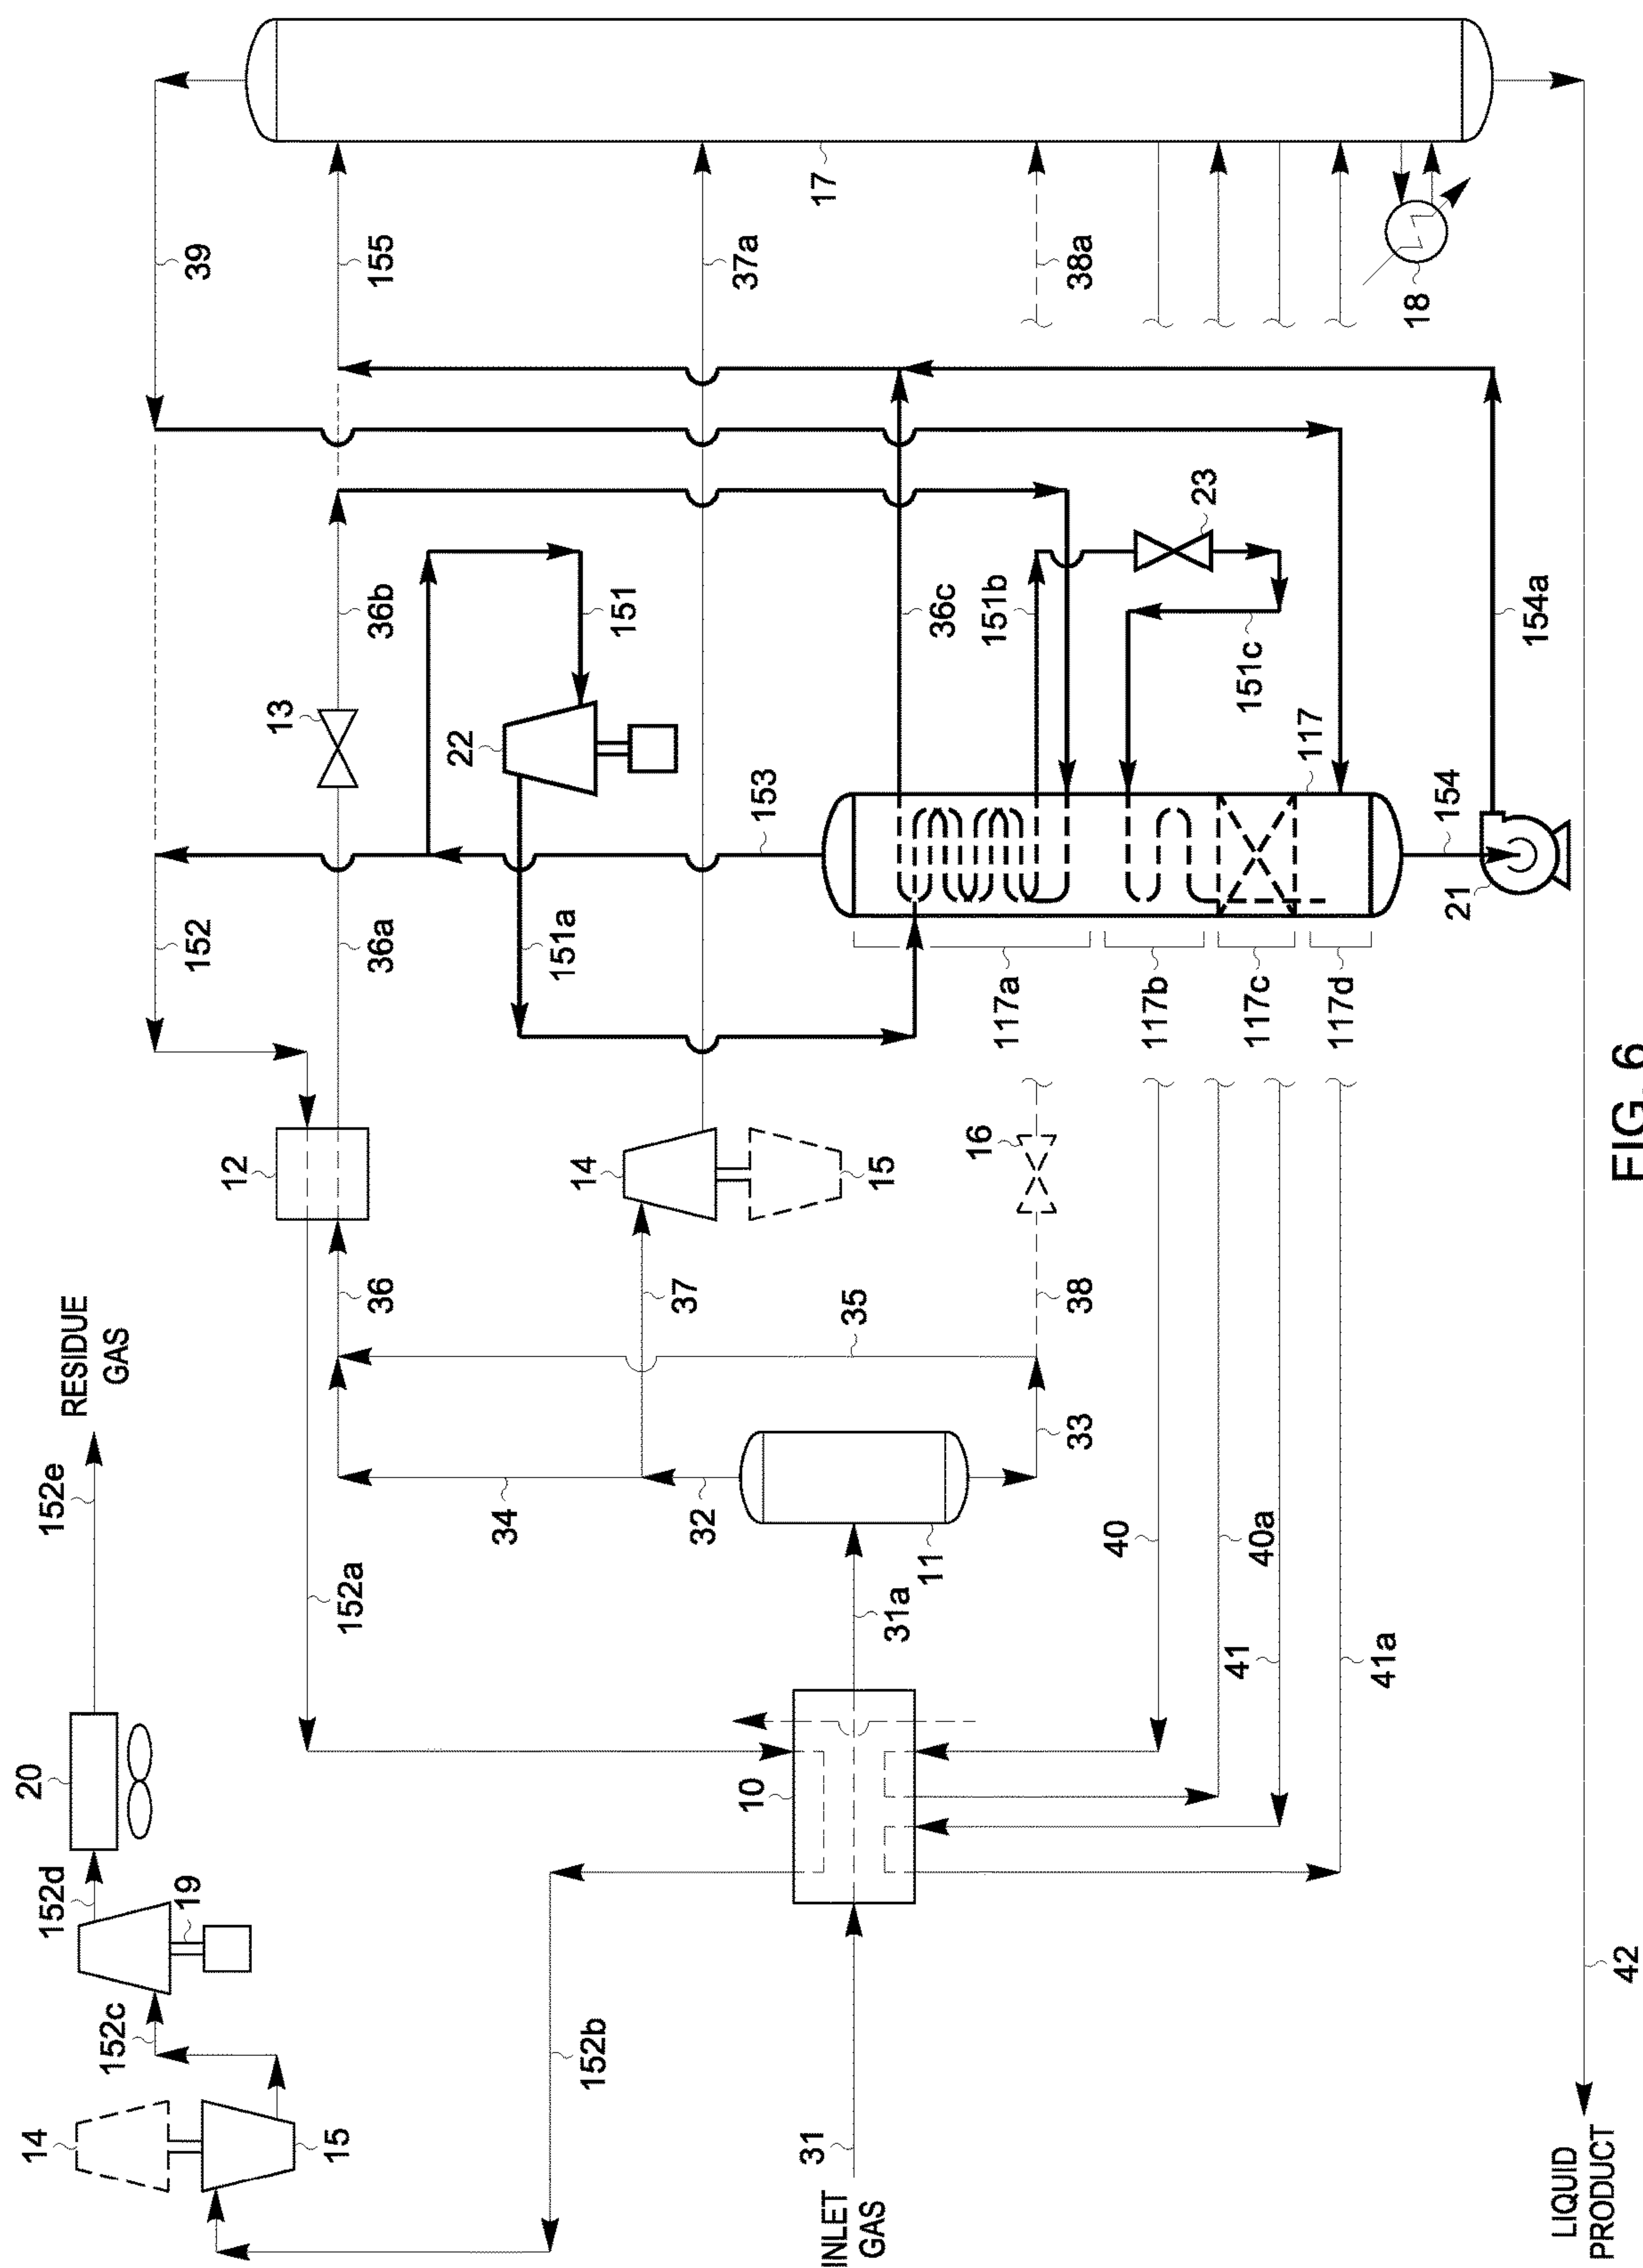 39
155
37a
17
38a
18
13
36b
151
22
23
36c
151b
151c
117
154a
153
154
21
152
36a
151a
117a
117b
117c
117d
12
14
15
16
36
37
35
38
33
34
32
11
RESIDUE
GAS
152e
20
152d
19
152c
14
15
152a
31a
10
40
40a
41
41a
152b
31
INLET
GAS
42
LIQUID
PRODUCT
FIG. 6